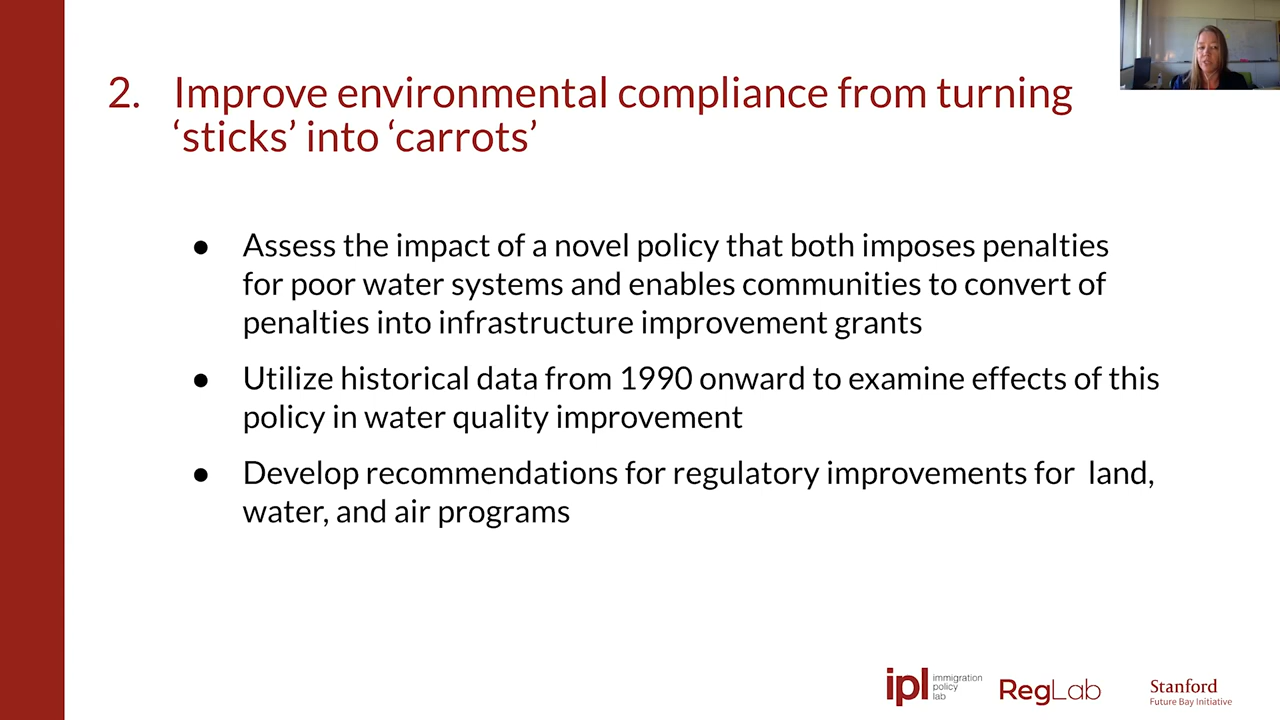 2. Improve environmental compliance from turning
‘sticks’ into ‘carrots’
● Assess the impact of a novel policy that both imposes penalties
for poor water systems and enables communities to convert of
penalties into infrastructure improvement grants
● Utilize historical data from 1990 onward to examine effects of this
policy in water quality improvement
● Develop recommendations for regulatory improvements for  land,
water, and air programs
ipl immigration
policy
lab
RegLab
Stanford
Future Bay Initiative